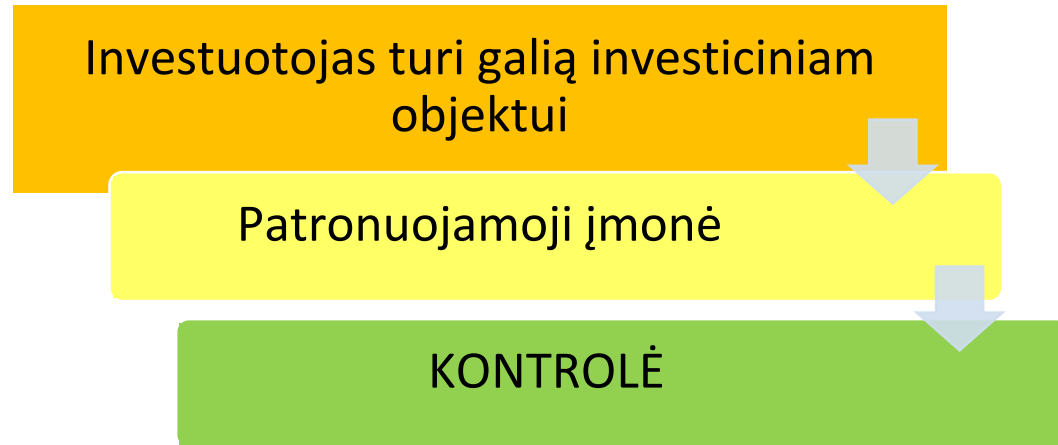 Investuotojas turi galią investiciniam
objektui
Patronuojamoji įmonė
KONTROLĖ